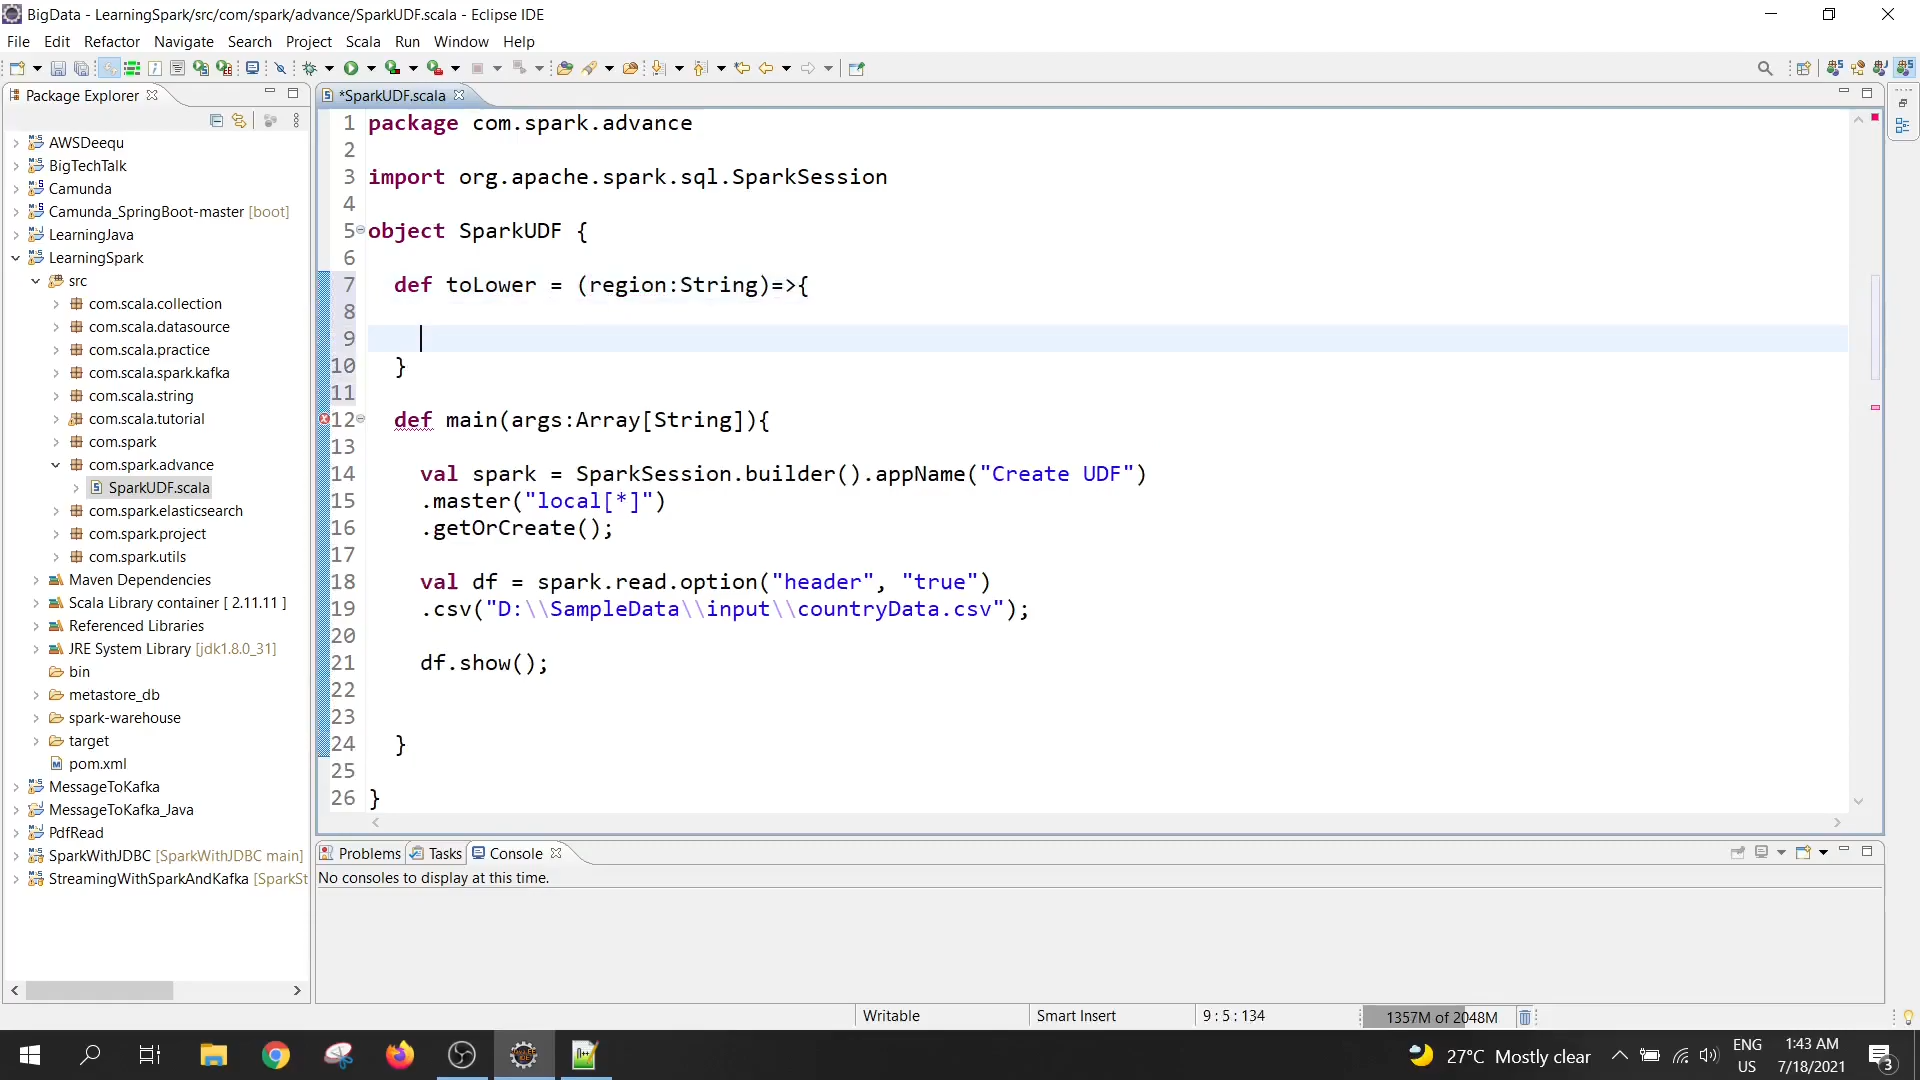 BigData - LearningSpark/src/com/spark/advance/SparkUDF.scala - Eclipse IDE
File Edit Refactor Navigate Search Project Scala Run Window Help
Package Explorer
AWSDeequ
BigTechTalk
Camunda
Camunda_SpringBoot-master [boot]
LearningJava
LearningSpark
src
com.scala.collection
com.scala.datasource
com.scala.practice
com.scala.spark.kafka
com.scala.string
com.scala.tutorial
com.spark
com.spark.advance
SparkUDF.scala
com.spark.elasticsearch
com.spark.project
com.spark.utils
Maven Dependencies
Scala Library container [ 2.11.11 ]
Referenced Libraries
JRE System Library [jdk1.8.0_31]
bin
metastore_db
spark-warehouse
target
pom.xml
MessageToKafka
MessageToKafka_Java
PdfRead
SparkWithJDBC [SparkWithJDBC main]
StreamingWithSparkAndKafka [SparkSt
*SparkUDF.scala
1 package com.spark.advance
2
3 import org.apache.spark.sql.SparkSession
4
5 object SparkUDF {
6
7 def toLower = (region:String)=>{
8
9
10 }
11
12 def main(args:Array[String]){
13
14 val spark = SparkSession.builder().appName("Create UDF")
15 .master("local[*]")
16 .getOrCreate();
17
18 val df = spark.read.option("header", "true")
19 .csv("D:\\SampleData\\input\\countryData.csv");
20
21 df.show();
22
23
24 }
25
26 }
Problems Tasks Console
No consoles to display at this time.
Writable Smart Insert 9 : 5 : 134 1357M of 2048M
27°C Mostly clear ENG US 1:43 AM 7/18/2021 3